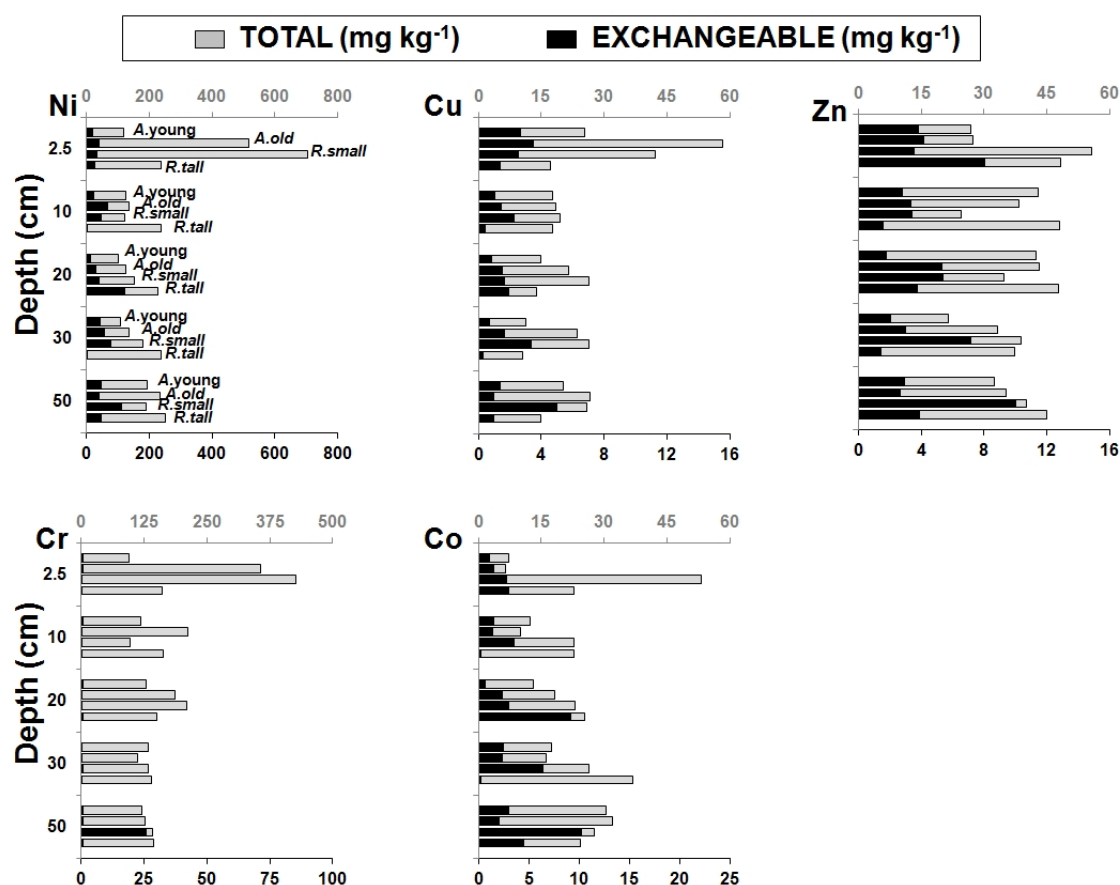 TOTAL (mg kg-1) EXCHANGEABLE (mg kg-1)
Ni 0 200 400 600 800
Cu 0 15 30 45 60
Zn 0 15 30 45 60
Depth (cm)
2.5
A.young
A.old
R.small
R.tall
10
A.young
A.old
R.small
R.tall
20
A.young
A.old
R.small
R.tall
30
A.young
A.old
R.small
R.tall
50
A.young
A.old
R.small
R.tall
0 200 400 600 800
0 4 8 12 16
0 4 8 12 16
Cr 0 125 250 375 500
Co 0 15 30 45 60
Depth (cm)
2.5
10
20
30
50
0 25 50 75 100
0 5 10 15 20 25